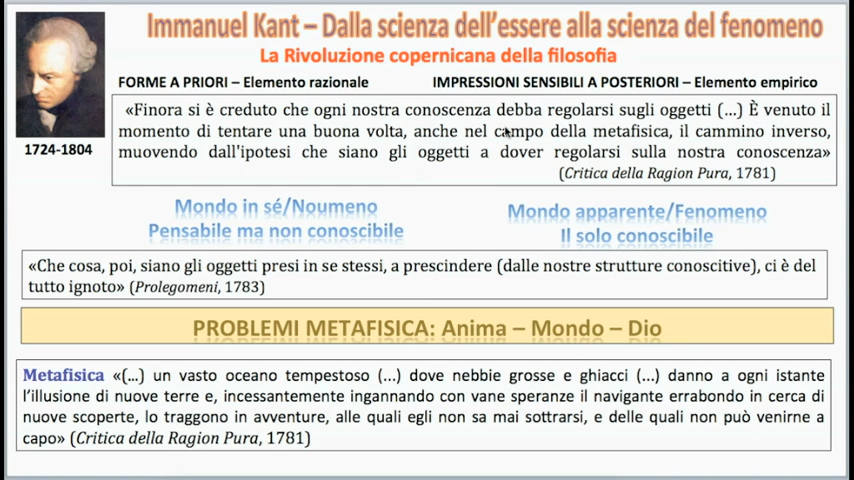 Immanuel Kant – Dalla scienza dell'essere alla scienza del fenomeno
La Rivoluzione copernicana della filosofia
FORME A PRIORI – Elemento razionale
IMPRESSIONI SENSIBILI A POSTERIORI – Elemento empirico
«Finora si è creduto che ogni nostra conoscenza debba regolarsi sugli oggetti (...) È venuto il
momento di tentare una buona volta, anche nel campo della metafisica, il cammino inverso,
muovendo dall'ipotesi che siano gli oggetti a dover regolarsi sulla nostra conoscenza»
(Critica della Ragion Pura, 1781)
1724-1804
Mondo in sé/Noumeno
Pensabile ma non conoscibile
Mondo apparente/Fenomeno
Il solo conoscibile
«Che cosa, poi, siano gli oggetti presi in se stessi, a prescindere (dalle nostre strutture conoscitive), ci è del
tutto ignoto» (Prolegomeni, 1783)
PROBLEMI METAFISICA: Anima – Mondo – Dio
Metafisica «(...) un vasto oceano tempestoso (...) dove nebbie grosse e ghiacci (...) danno a ogni istante
l'illusione di nuove terre e, incessantemente ingannando con vane speranze il navigante errabondo in cerca di
nuove scoperte, lo traggono in avventure, alle quali egli non sa mai sottrarsi, e delle quali non può venirne a
capo» (Critica della Ragion Pura, 1781)